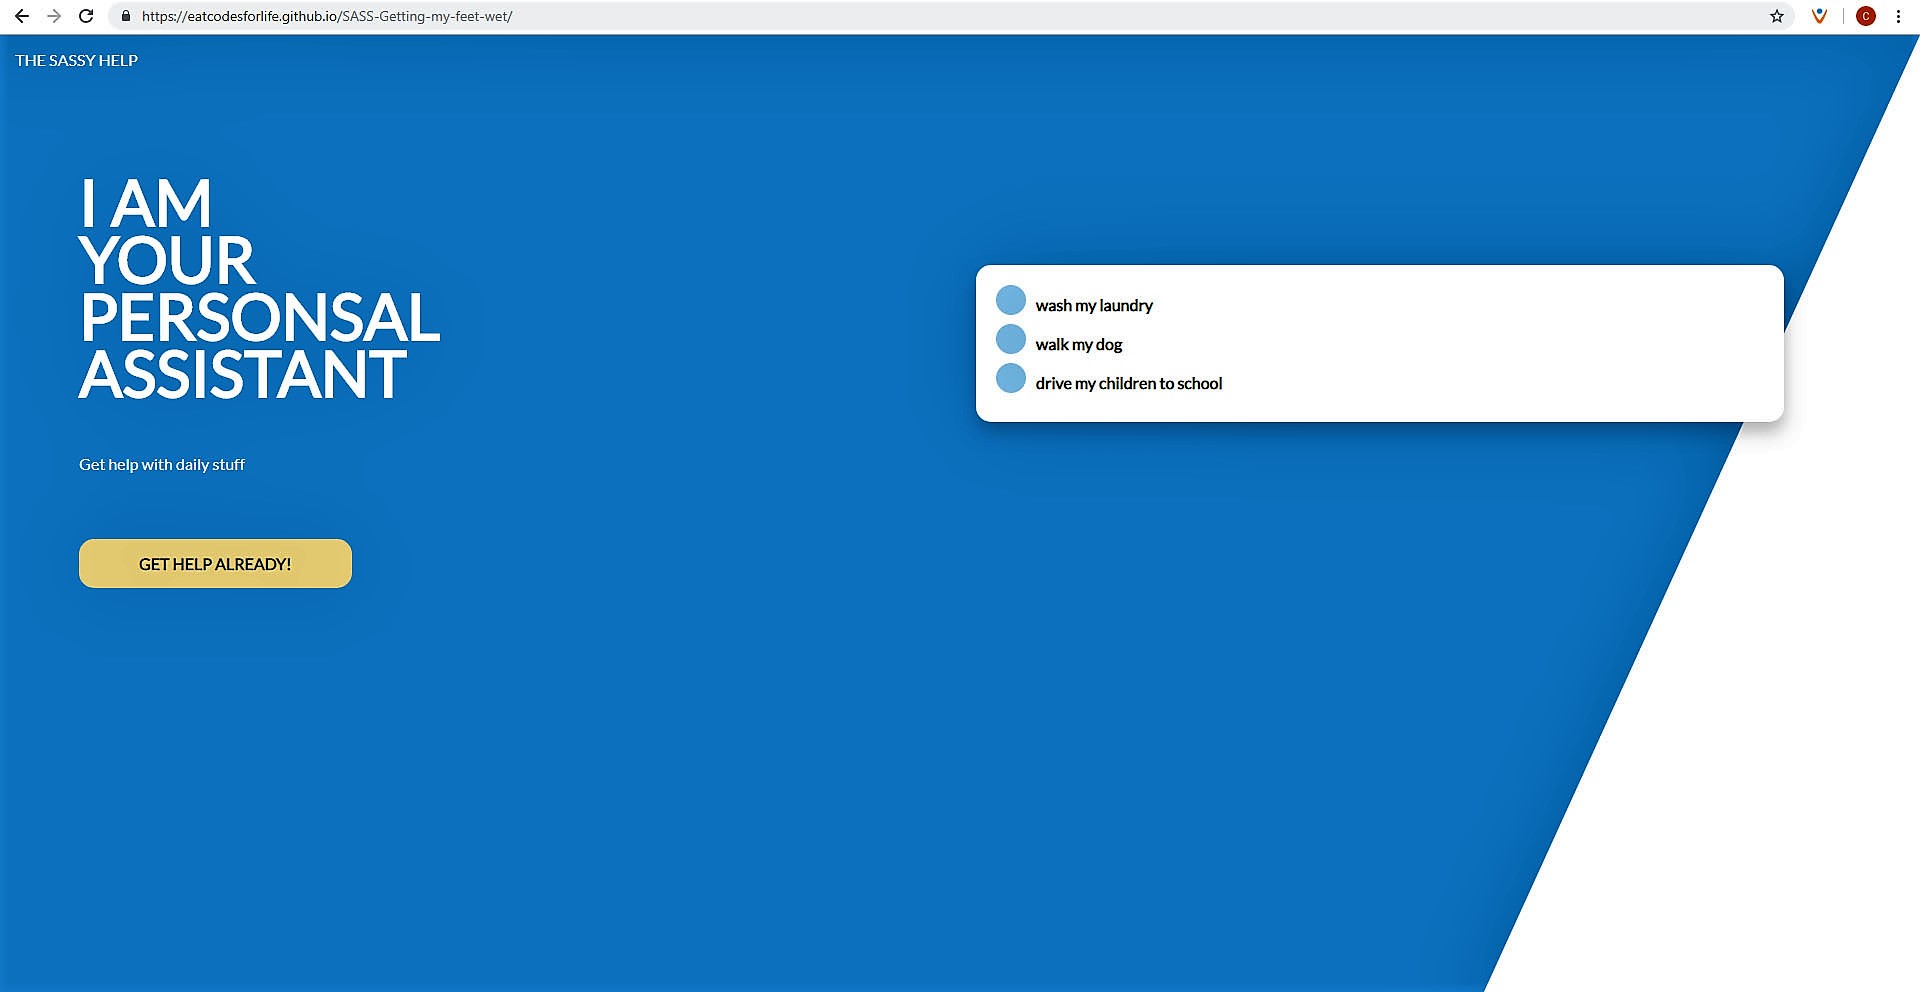 https://eatcodesforlife.github.io/SASS-Getting-my-feet-wet/
C
THE SASSY HELP
I AM
YOUR
PERSONSAL
ASSISTANT
Get help with daily stuff
GET HELP ALREADY!
wash my laundry
walk my dog
drive my children to school